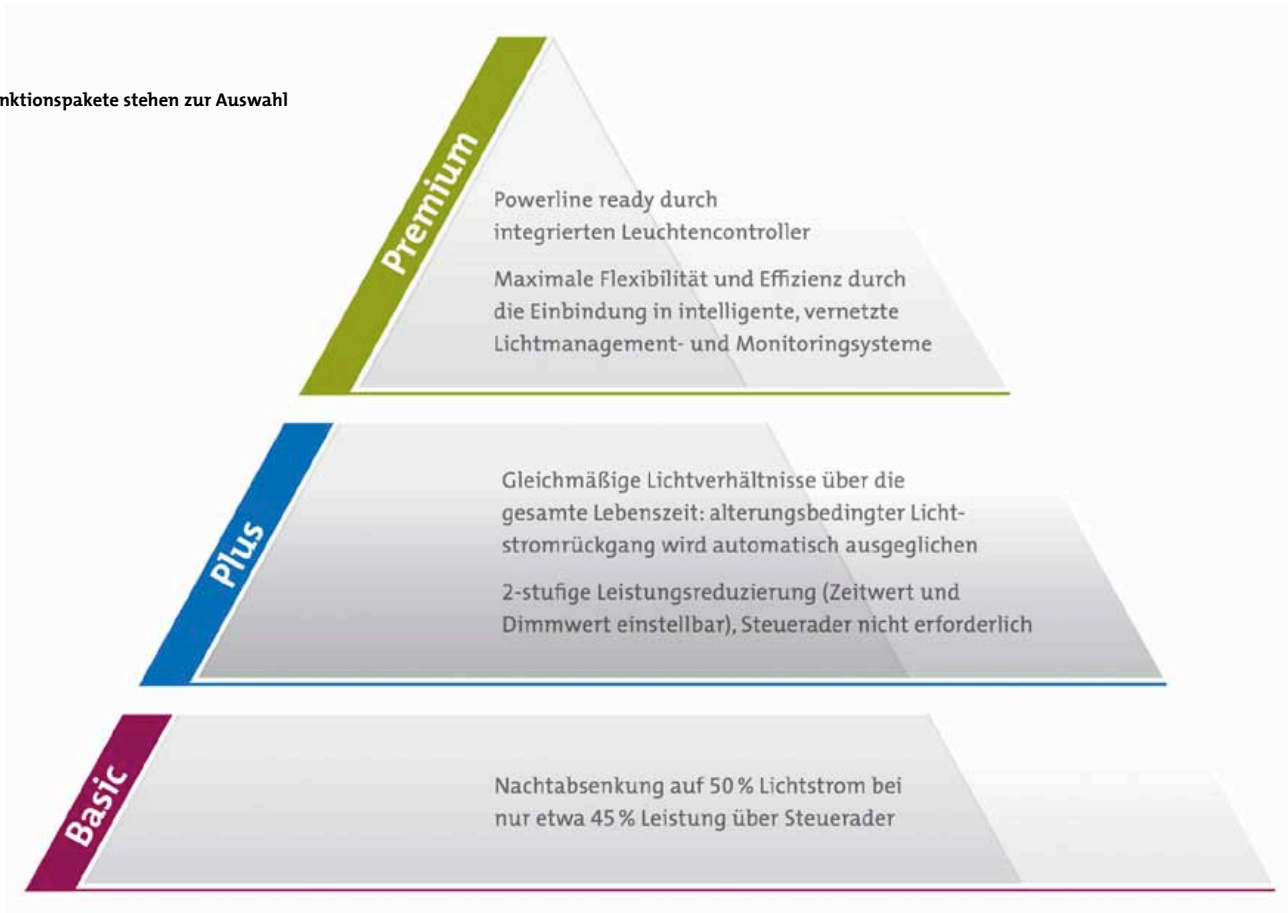 nktionspakete stehen zur Auswahl
Premium
Powerline ready durch
integrierten Leuchtencontroller
Maximale Flexibilität und Effizienz durch
die Einbindung in intelligente, vernetzte
Lichtmanagement- und Monitoringsysteme
Plus
Gleichmäßige Lichtverhältnisse über die
gesamte Lebenszeit: alterungsbedingter Licht-
stromrückgang wird automatisch ausgeglichen
2-stufige Leistungsreduzierung (Zeitwert und
Dimmwert einstellbar), Steuerader nicht erforderlich
Basic
Nachtabsenkung auf 50 % Lichtstrom bei
nur etwa 45 % Leistung über Steuerader